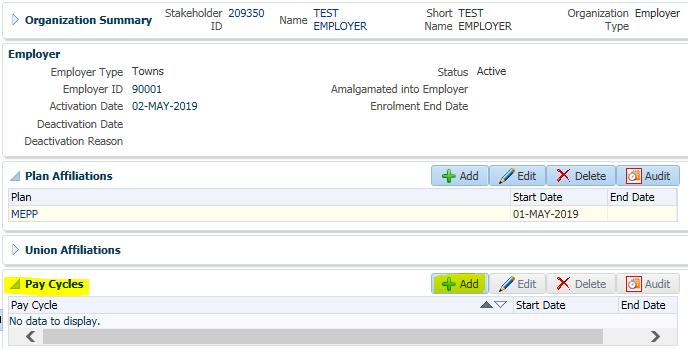 Organization Summary Stakeholder ID 209350 Name TEST EMPLOYER Short Name TEST EMPLOYER Organization Type Employer
Employer
Employer Type Towns Status Active
Employer ID 90001 Amalgamated into Employer
Activation Date 02-MAY-2019 Enrolment End Date
Deactivation Date
Deactivation Reason
Plan Affiliations Add Edit Delete Audit
Plan Start Date End Date
MEPP 01-MAY-2019
Union Affiliations
Pay Cycles Add Edit Delete Audit
Pay Cycle Start Date End Date
No data to display.